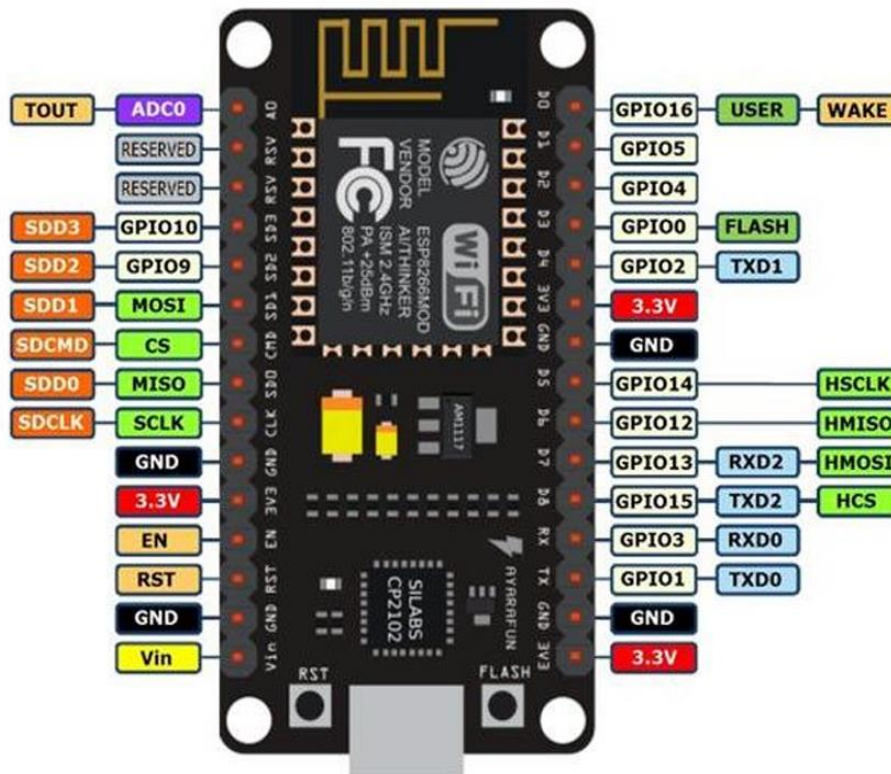 TOUT ADC0 A0
RESERVED RSV
RESERVED RSV
SDD3 GPIO10 SD3
SDD2 GPIO9 SD2
SDD1 MOSI SD1
SDCMD CS CMD
SDD0 MISO SD0
SDCLK SCLK CLK
GND GND
3.3V 3V3
EN EN
RST RST
GND GND
Vin Vin
MODEL
VENDOR
ESP8266MOD
AI/THINKER
ISM 2.4GHz
PA +25dBm
802.11b/g/n
FC
Wi Fi
AM1117
SILABS
CP2102
AYARAFUN
RST
FLASH
D0 GPIO16 USER WAKE
D1 GPIO5
D2 GPIO4
D3 GPIO0 FLASH
D4 GPIO2 TXD1
3V3 3.3V
GND GND
D5 GPIO14 HSCLK
D6 GPIO12 HMISO
D7 GPIO13 RXD2 HMOSI
D8 GPIO15 TXD2 HCS
RX GPIO3 RXD0
TX GPIO1 TXD0
GND GND
3V3 3.3V